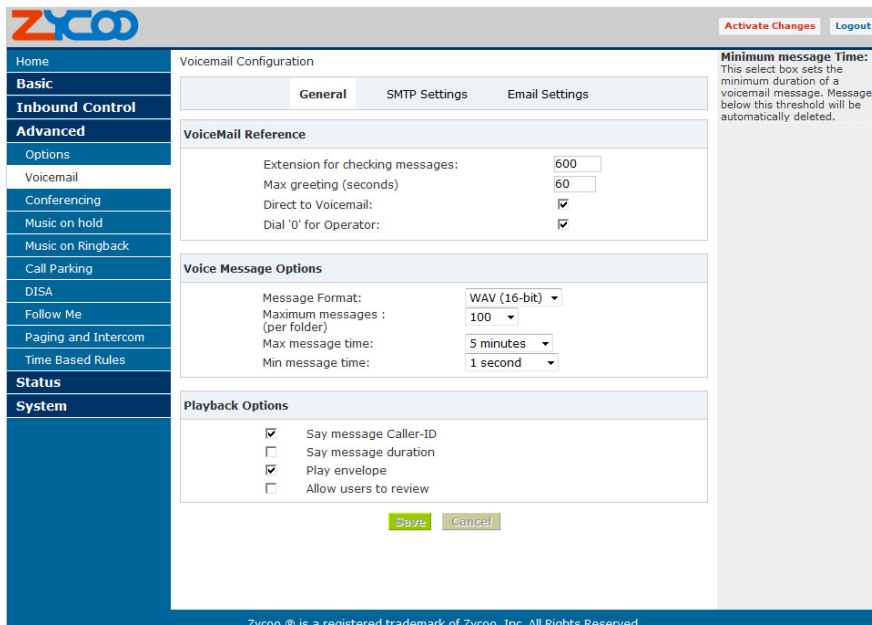 ZYCOO
Activate Changes
Logout
Home
Basic
Inbound Control
Advanced
Options
Voicemail
Conferencing
Music on hold
Music on Ringback
Call Parking
DISA
Follow Me
Paging and Intercom
Time Based Rules
Status
System
Voicemail Configuration
General SMTP Settings Email Settings
VoiceMail Reference
Extension for checking messages: 600
Max greeting (seconds) 60
Direct to Voicemail:
Dial '0' for Operator:
Voice Message Options
Message Format: WAV (16-bit)
Maximum messages : 100
(per folder)
Max message time: 5 minutes
Min message time: 1 second
Playback Options
Say message Caller-ID
Say message duration
Play envelope
Allow users to review
Save Cancel
Minimum message Time:
This select box sets the
minimum duration of a
voicemail message. Message
below this threshold will be
automatically deleted.
Zycoo ® is a registered trademark of Zycoo, Inc. All Rights Reserved